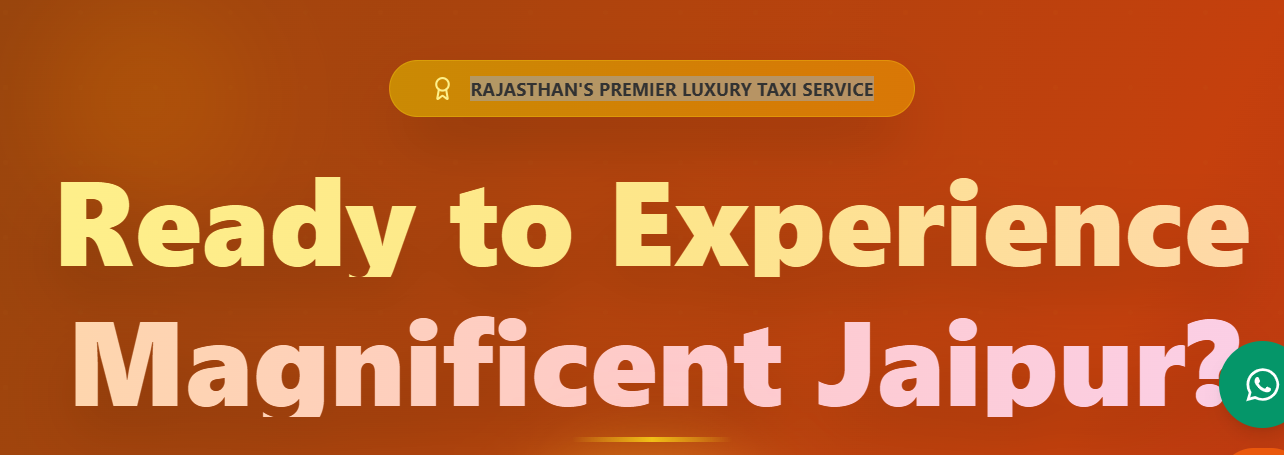 RAJASTHAN'S PREMIER LUXURY TAXI SERVICE
Ready to Experience
Magnificent Jaipur?